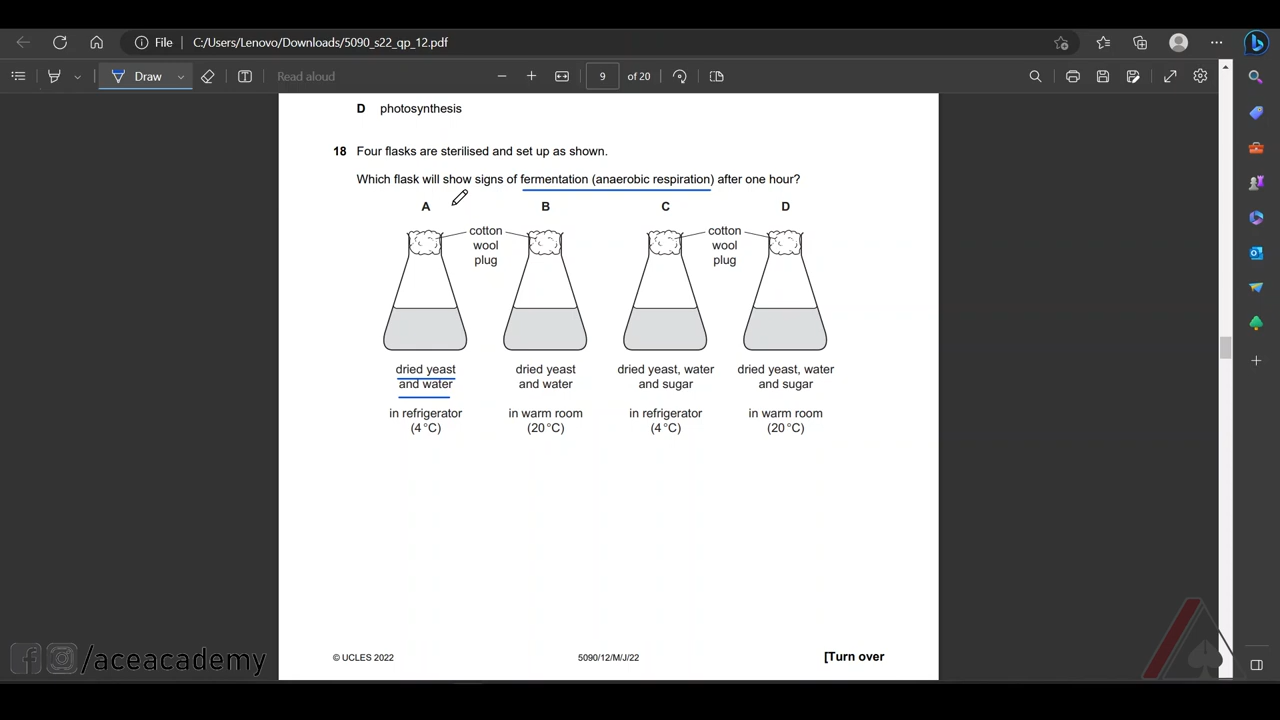 File
C:/Users/Lenovo/Downloads/5090_s22_qp_12.pdf
Draw
Read aloud
9
of 20
D photosynthesis
18 Four flasks are sterilised and set up as shown.
Which flask will show signs of fermentation (anaerobic respiration) after one hour?
A B C D
cotton wool plug
cotton wool plug
dried yeast and water
dried yeast and water
dried yeast, water and sugar
dried yeast, water and sugar
in refrigerator (4 °C)
in warm room (20 °C)
in refrigerator (4 °C)
in warm room (20 °C)
© UCLES 2022
5090/12/M/J/22
[Turn over
/aceacademy